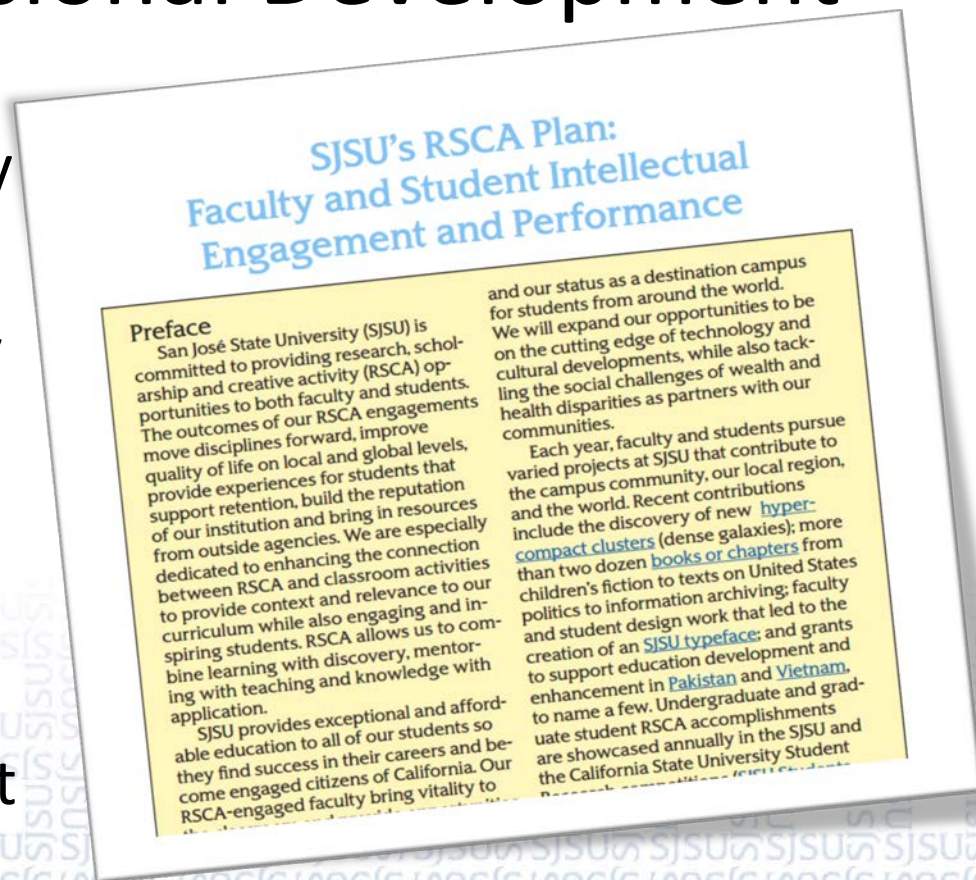 sional Development
y
t
SJSU's RSCA Plan:
Faculty and Student Intellectual
Engagement and Performance
Preface
San José State University (SJSU) is
committed to providing research, schol-
arship and creative activity (RSCA) op-
portunities to both faculty and students.
The outcomes of our RSCA engagements
move disciplines forward, improve
quality of life on local and global levels,
provide experiences for students that
support retention, build the reputation
of our institution and bring in resources
from outside agencies. We are especially
dedicated to enhancing the connection
between RSCA and classroom activities
to provide context and relevance to our
curriculum while also engaging and in-
spiring students. RSCA allows us to com-
bine learning with discovery, mentor-
ing with teaching and knowledge with
application.
SJSU provides exceptional and afford-
able education to all of our students so
they find success in their careers and be-
come engaged citizens of California. Our
RSCA-engaged faculty bring vitality to
and our status as a destination campus
for students from around the world.
We will expand our opportunities to be
on the cutting edge of technology and
cultural developments, while also tack-
ling the social challenges of wealth and
health disparities as partners with our
communities.
Each year, faculty and students pursue
varied projects at SJSU that contribute to
the campus community, our local region,
and the world. Recent contributions
include the discovery of new hyper-
compact clusters (dense galaxies); more
than two dozen books or chapters from
children's fiction to texts on United States
politics to information archiving; faculty
and student design work that led to the
creation of an SJSU typeface; and grants
to support education development and
enhancement in Pakistan and Vietnam,
to name a few. Undergraduate and grad-
uate student RSCA accomplishments
are showcased annually in the SJSU and
the California State University Student
SJSU SJSU SJSU SJSU